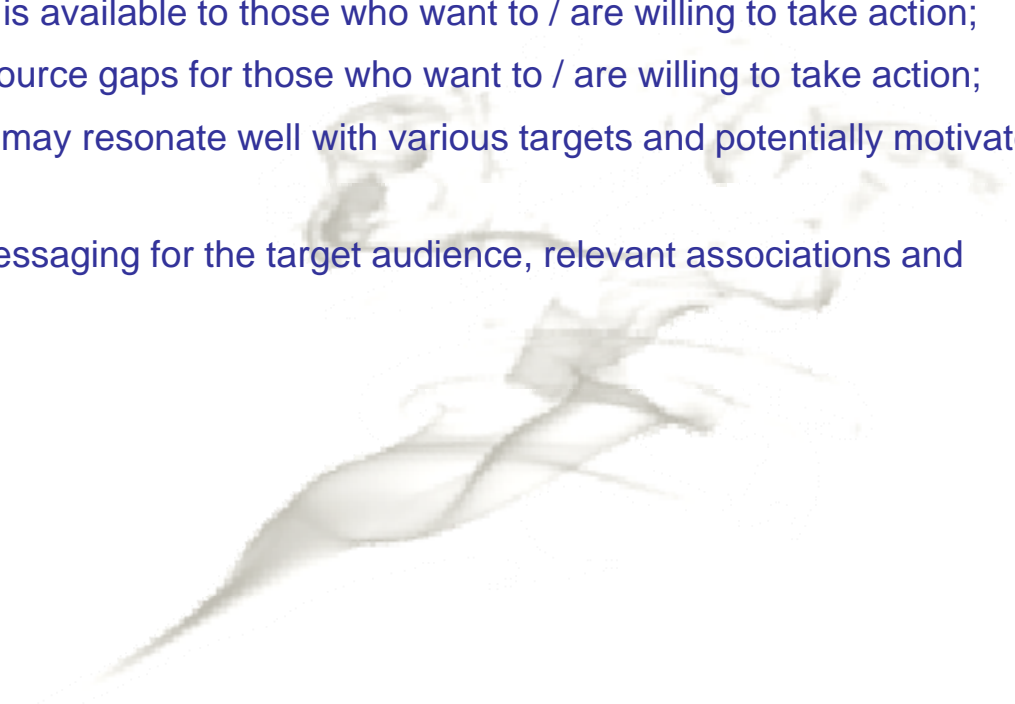 is available to those who want to / are willing to take action;
ource gaps for those who want to / are willing to take action;
may resonate well with various targets and potentially motivat
essaging for the target audience, relevant associations and